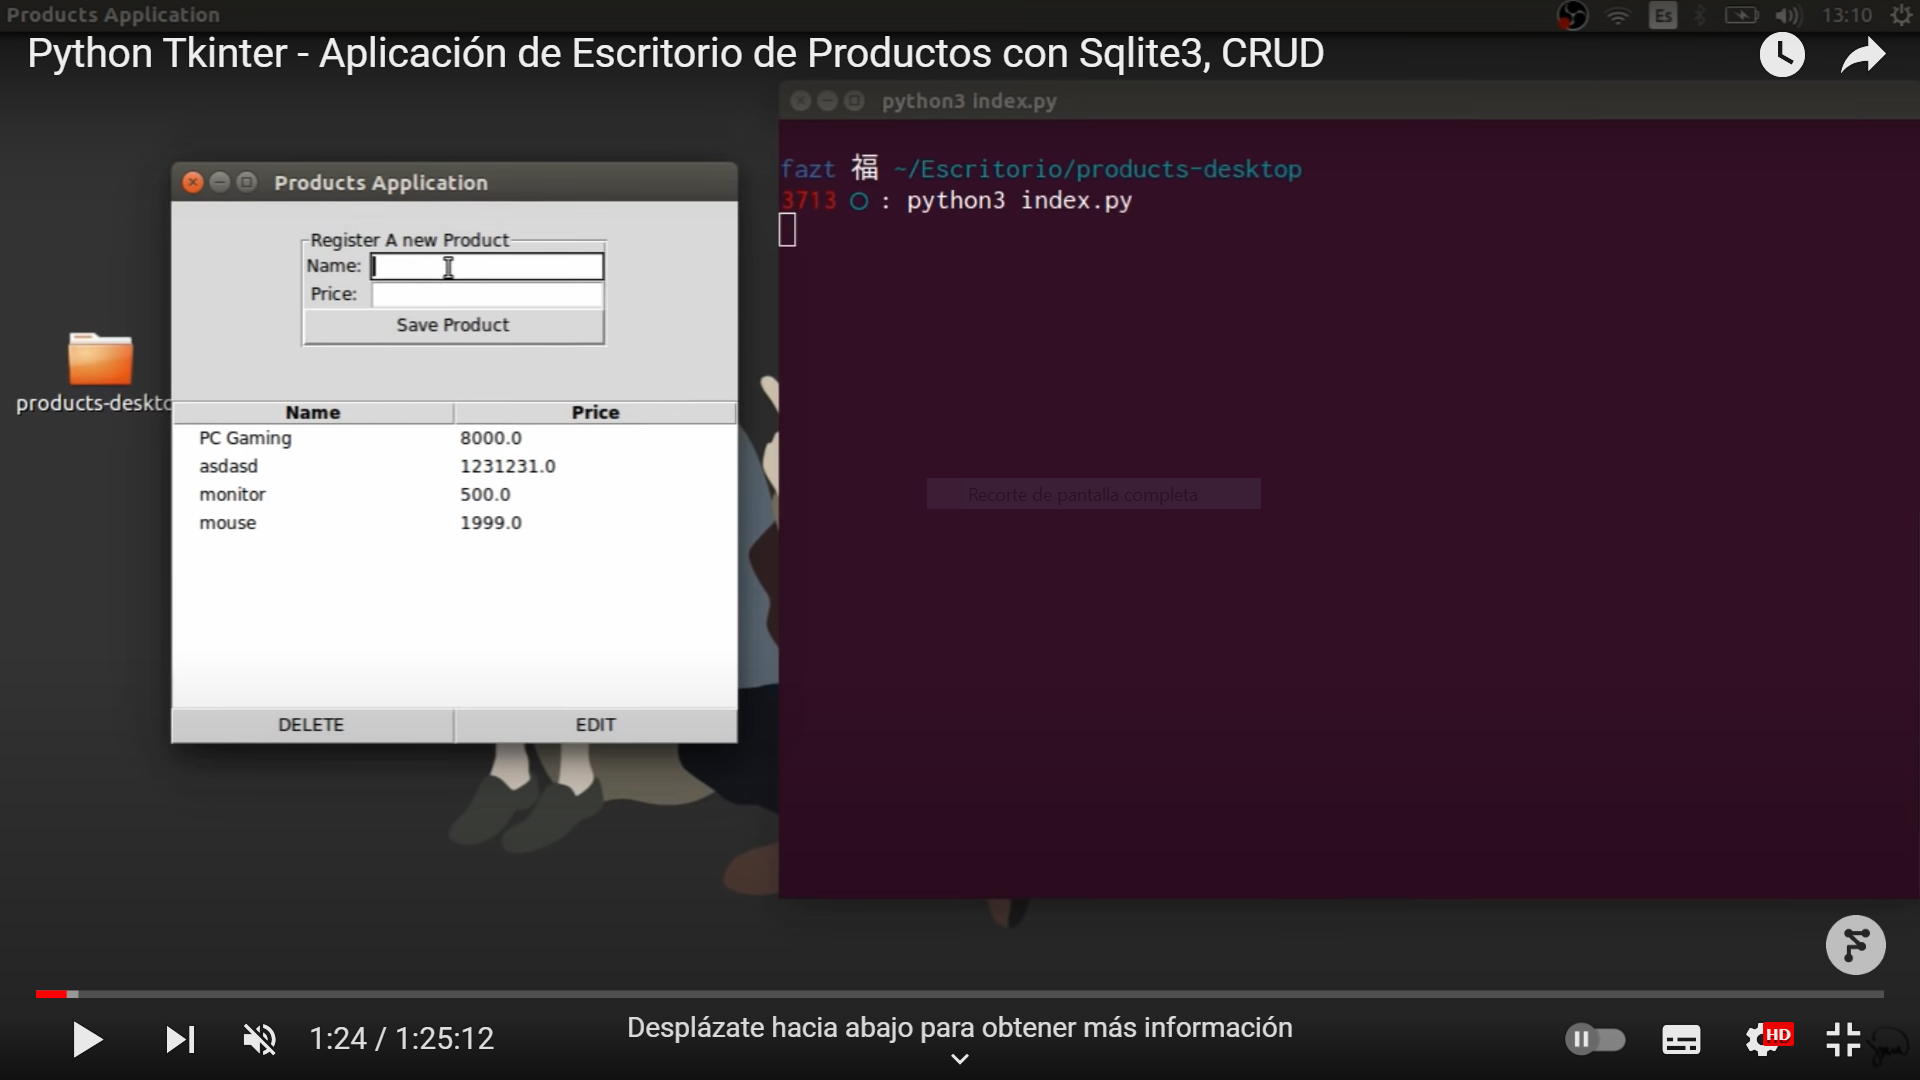 Products Application
Es
13:10
Python Tkinter - Aplicación de Escritorio de Productos con Sqlite3, CRUD
python3 index.py
fazt 福 ~/Escritorio/products-desktop
3713 ○ : python3 index.py
Products Application
Register A new Product
Name:
Price:
Save Product
products-deskto
Name Price
PC Gaming 8000.0
asdasd 1231231.0
monitor 500.0
mouse 1999.0
DELETE EDIT
Recorte de pantalla completa
1:24 / 1:25:12
Desplázate hacia abajo para obtener más información
HD